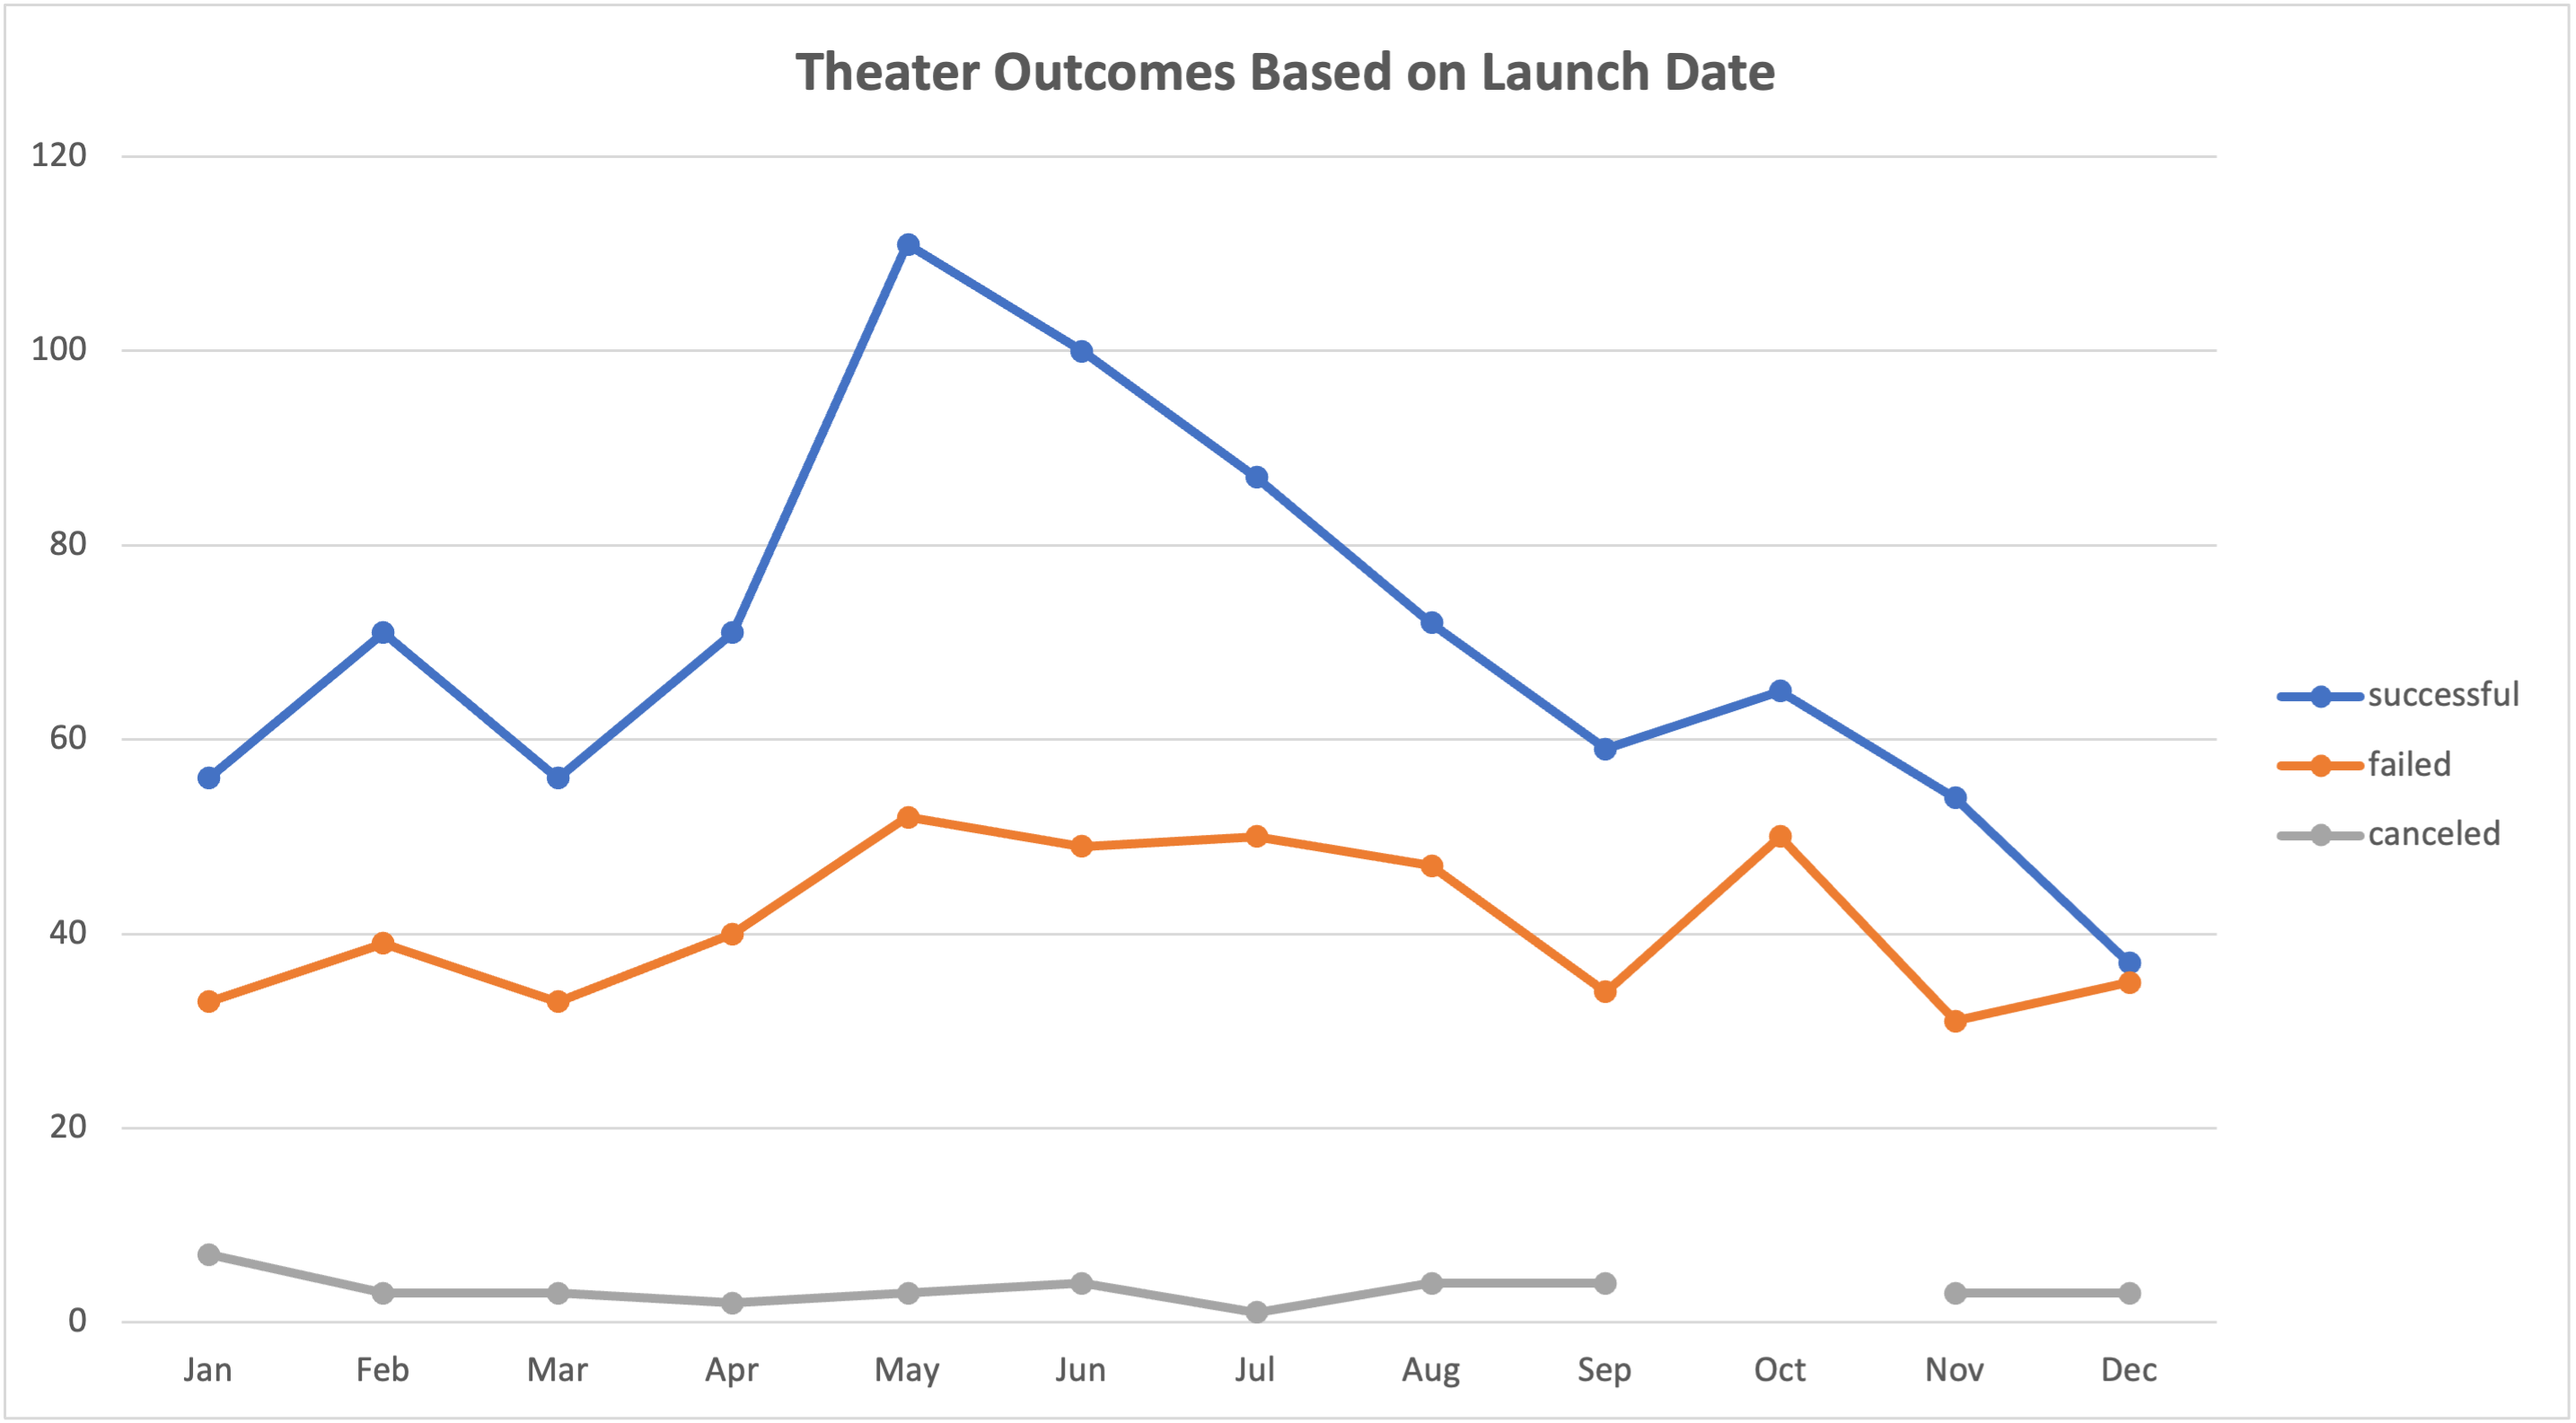 Theater Outcomes Based on Launch Date
120
100
80
60
40
20
0
Jan Feb Mar Apr May Jun Jul Aug Sep Oct Nov Dec
successful
failed
canceled